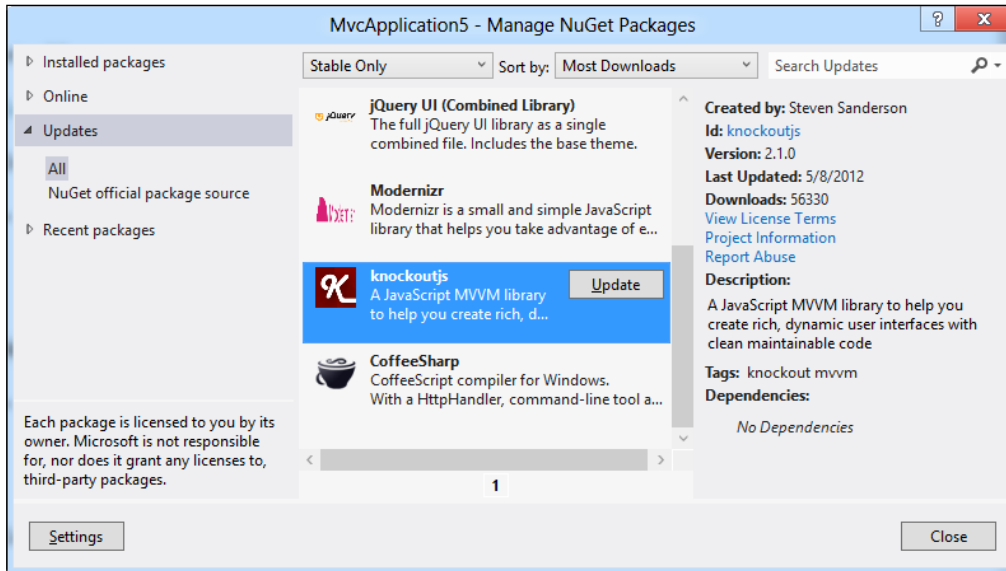 MvcApplication5 - Manage NuGet Packages
?
x
Installed packages
Online
Updates
All
NuGet official package source
Recent packages
Each package is licensed to you by its
owner. Microsoft is not responsible
for, nor does it grant any licenses to,
third-party packages.
Settings
Stable Only
Sort by:
Most Downloads
Search Updates
jQuery
jQuery UI (Combined Library)
The full jQuery UI library as a single
combined file. Includes the base theme.
Modernizr
Modernizr is a small and simple JavaScript
library that helps you take advantage of e...
K
knockoutjs
A JavaScript MVVM library
to help you create rich, d...
Update
CoffeeSharp
CoffeeScript compiler for Windows.
With a HttpHandler, command-line tool a...
1
Created by: Steven Sanderson
Id: knockoutjs
Version: 2.1.0
Last Updated: 5/8/2012
Downloads: 56330
View License Terms
Project Information
Report Abuse
Description:
A JavaScript MVVM library to help you
create rich, dynamic user interfaces with
clean maintainable code
Tags: knockout mvvm
Dependencies:
No Dependencies
Close